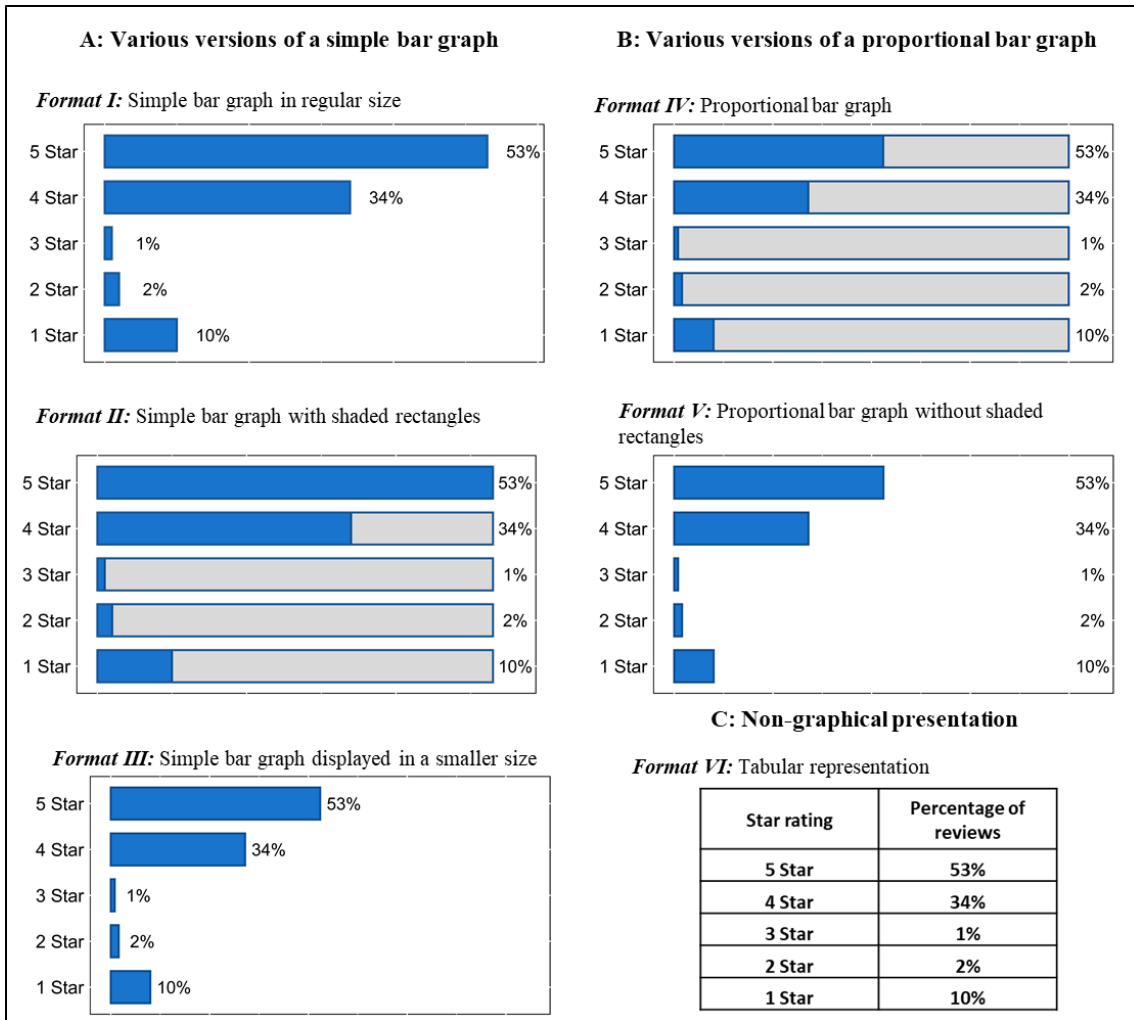 A: Various versions of a simple bar graph
Format I: Simple bar graph in regular size
5 Star 53%
4 Star 34%
3 Star 1%
2 Star 2%
1 Star 10%
Format II: Simple bar graph with shaded rectangles
5 Star 53%
4 Star 34%
3 Star 1%
2 Star 2%
1 Star 10%
Format III: Simple bar graph displayed in a smaller size
5 Star 53%
4 Star 34%
3 Star 1%
2 Star 2%
1 Star 10%
B: Various versions of a proportional bar graph
Format IV: Proportional bar graph
5 Star 53%
4 Star 34%
3 Star 1%
2 Star 2%
1 Star 10%
Format V: Proportional bar graph without shaded
rectangles
5 Star 53%
4 Star 34%
3 Star 1%
2 Star 2%
1 Star 10%
C: Non-graphical presentation
Format VI: Tabular representation
Star rating Percentage of
reviews
5 Star 53%
4 Star 34%
3 Star 1%
2 Star 2%
1 Star 10%